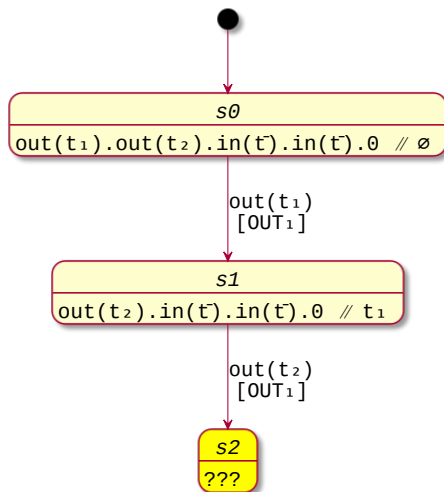 s0
out(t₁).out(t₂).in(t̄).in(t̄).0 ⫽ ∅
out(t₁)
[OUT₁]
s1
out(t₂).in(t̄).in(t̄).0 ⫽ t₁
out(t₂)
[OUT₁]
s2
???